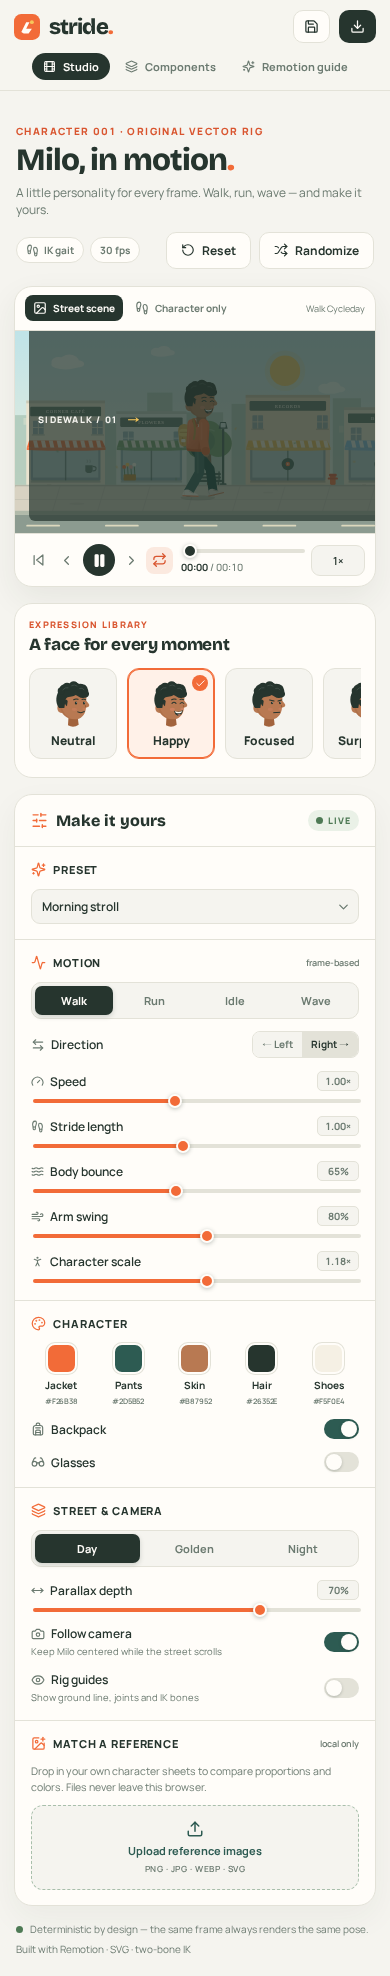 stride.
Studio
Components
Remotion guide
CHARACTER 001 · ORIGINAL VECTOR RIG
Milo, in motion.
A little personality for every frame. Walk, run, wave — and make it
yours.
IK gait
30 fps
Reset
Randomize
Street scene
Character only
Walk Cycleday
SIDEWALK / 01 →
00:00 / 00:10
1×
EXPRESSION LIBRARY
A face for every moment
Neutral
Happy
Focused
Make it yours
LIVE
PRESET
Morning stroll
MOTION
frame-based
Walk
Run
Idle
Wave
Direction
← Left
Right →
Speed
1.00×
Stride length
1.00×
Body bounce
65%
Arm swing
80%
Character scale
1.18×
CHARACTER
Jacket
Pants
Skin
Hair
Shoes
#F26B38
#2D5B52
#B87952
#26352E
#F5F0E4
Backpack
Glasses
STREET & CAMERA
Day
Golden
Night
Parallax depth
70%
Follow camera
Keep Milo centered while the street scrolls
Rig guides
Show ground line, joints and IK bones
MATCH A REFERENCE
local only
Drop in your own character sheets to compare proportions and
colors. Files never leave this browser.
Upload reference images
PNG · JPG · WEBP · SVG
Deterministic by design — the same frame always renders the same pose.
Built with Remotion · SVG · two-bone IK